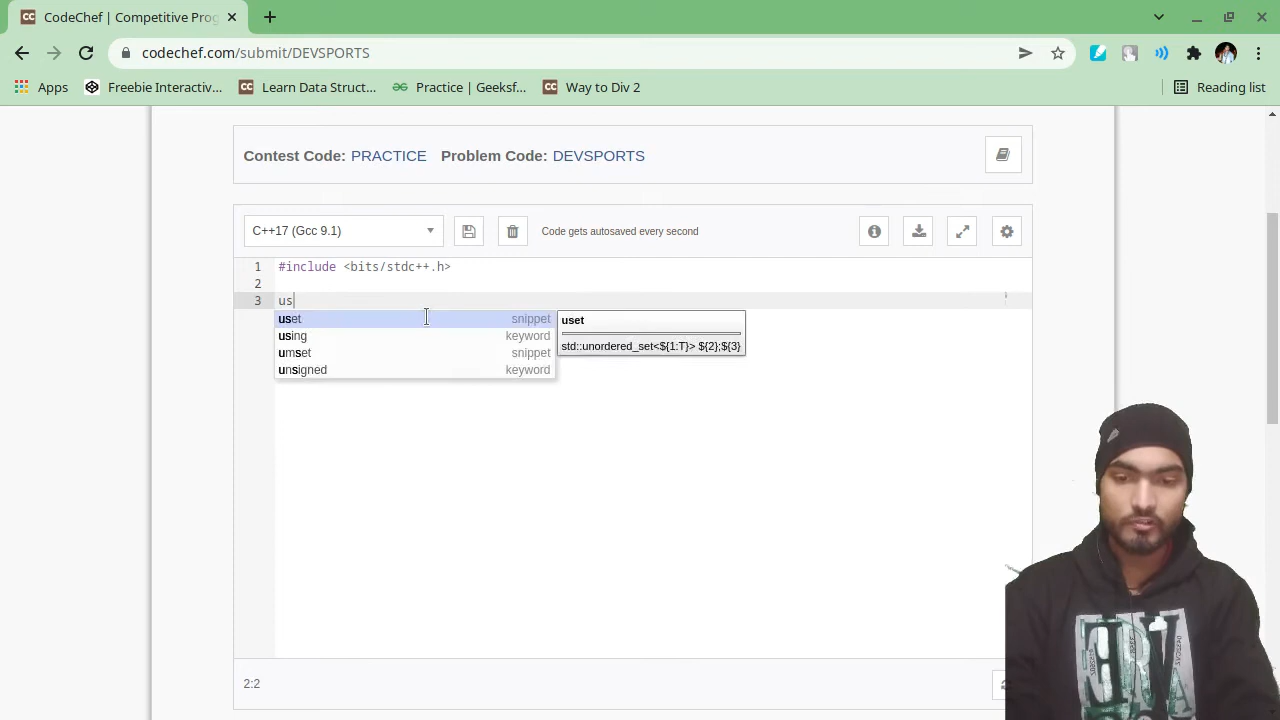 CodeChef | Competitive Prog
codechef.com/submit/DEVSPORTS
Apps Freebie Interactiv... Learn Data Struct... Practice | Geeksf... Way to Div 2 Reading list
Contest Code: PRACTICE Problem Code: DEVSPORTS
C++17 (Gcc 9.1) Code gets autosaved every second
1 #include <bits/stdc++.h>
2
3 us
uset snippet
using keyword
umset snippet
unsigned keyword
uset
std::unordered_set<${1:T}> ${2};${3}
2:2